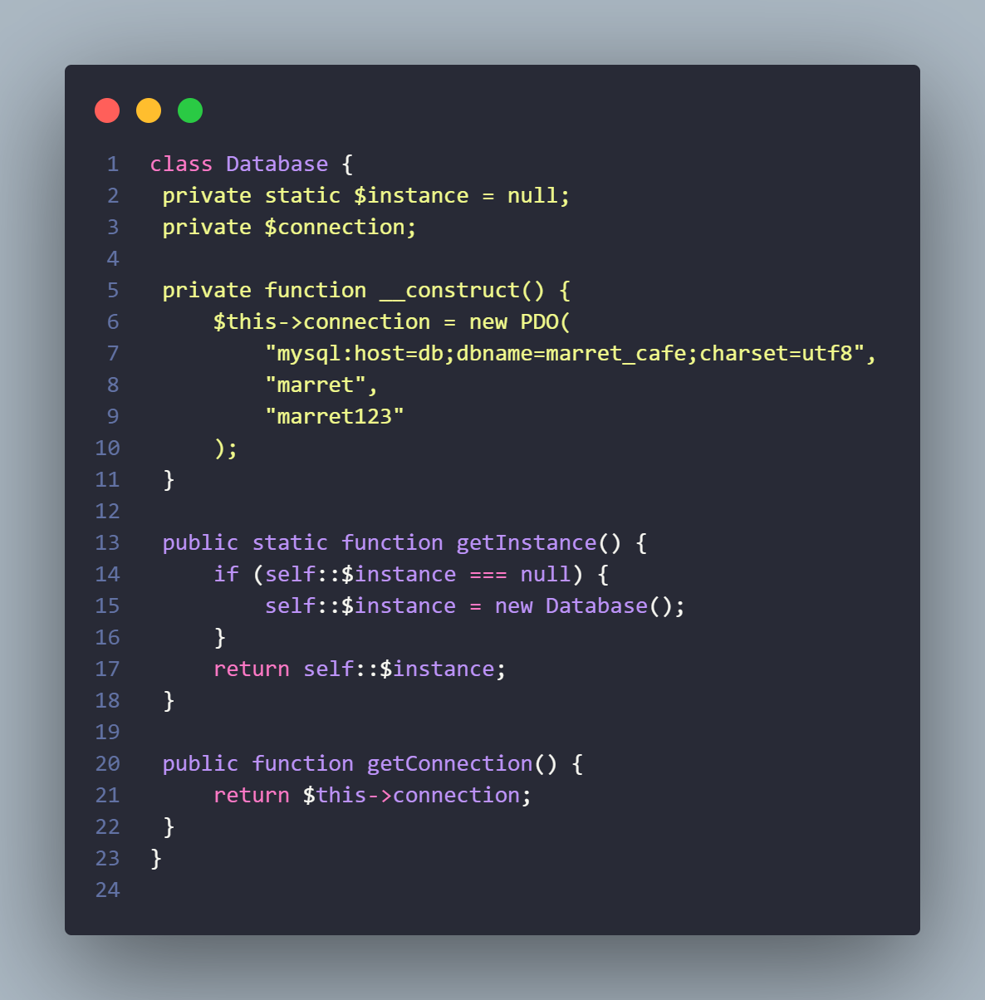 1 class Database {
2  private static $instance = null;
3  private $connection;
4
5  private function __construct() {
6      $this->connection = new PDO(
7          "mysql:host=db;dbname=marret_cafe;charset=utf8",
8          "marret",
9          "marret123"
10      );
11  }
12
13  public static function getInstance() {
14      if (self::$instance === null) {
15          self::$instance = new Database();
16      }
17      return self::$instance;
18  }
19
20  public function getConnection() {
21      return $this->connection;
22  }
23 }
24